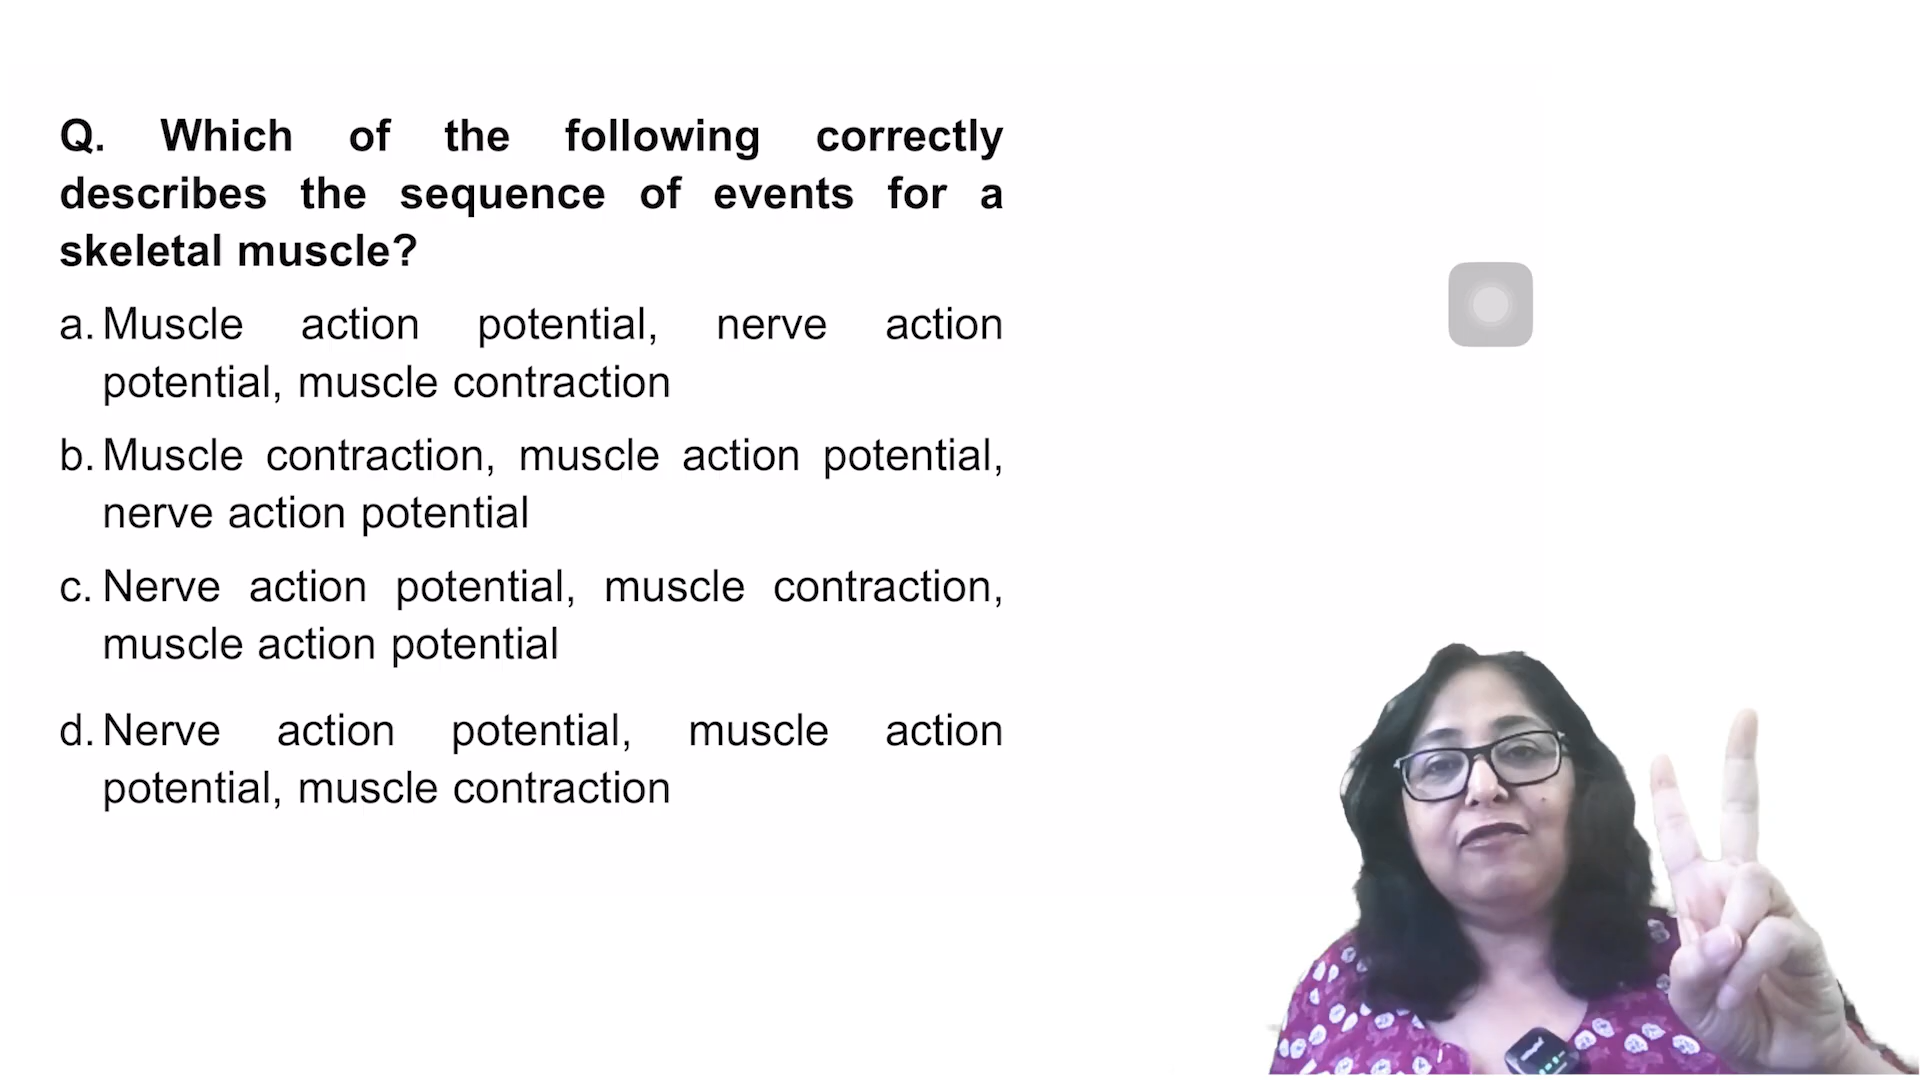 Q. Which of the following correctly
describes the sequence of events for a
skeletal muscle?
a. Muscle action potential, nerve action
potential, muscle contraction
b. Muscle contraction, muscle action potential,
nerve action potential
c. Nerve action potential, muscle contraction,
muscle action potential
d. Nerve action potential, muscle action
potential, muscle contraction